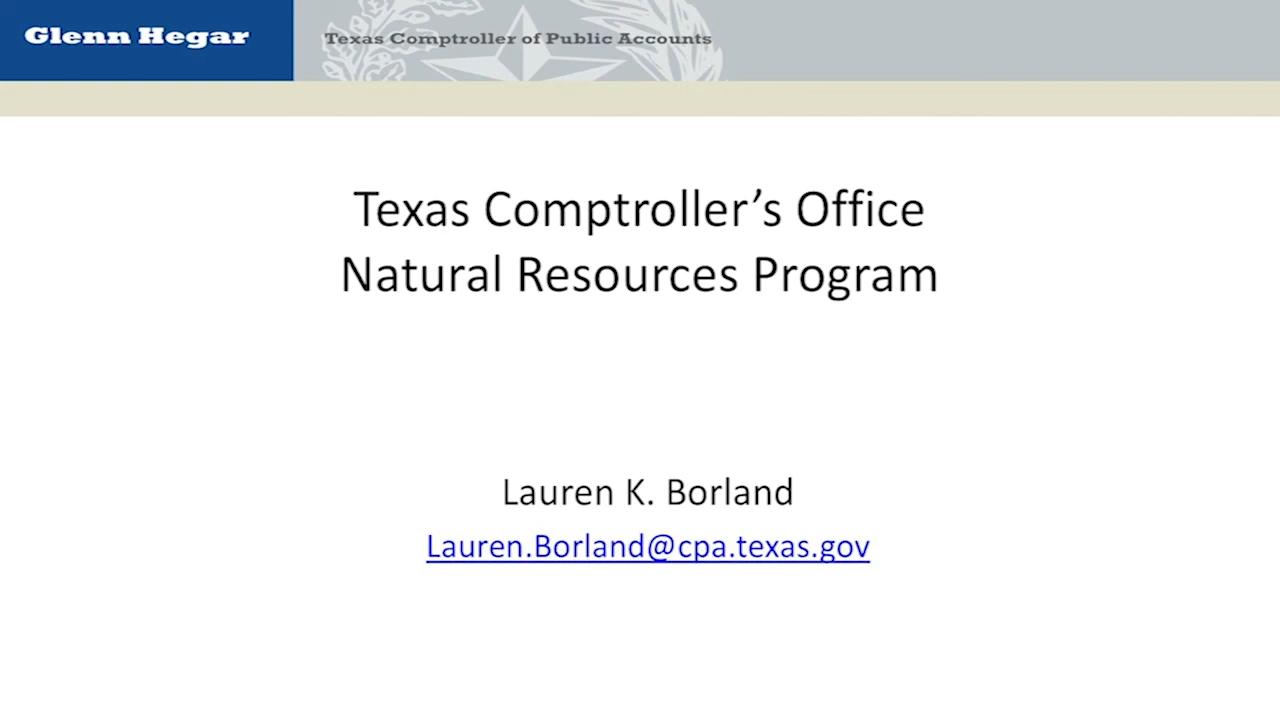 Glenn Hegar
Texas Comptroller of Public Accounts
Texas Comptroller’s Office
Natural Resources Program
Lauren K. Borland
Lauren.Borland@cpa.texas.gov